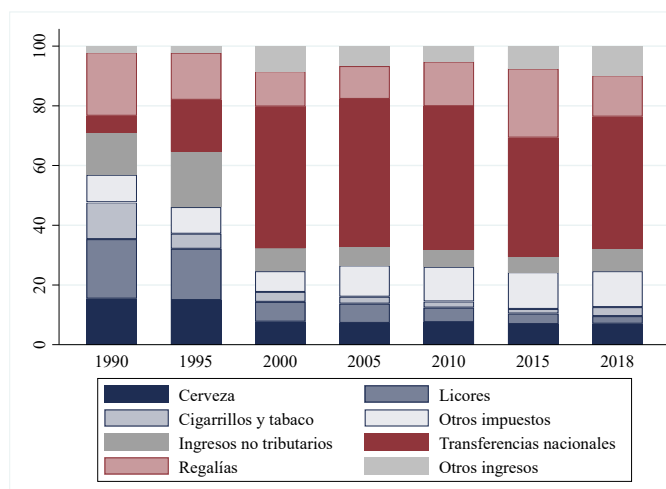 100
80
60
40
20
0
1990 1995 2000 2005 2010 2015 2018
Cerveza Licores
Cigarrillos y tabaco Otros impuestos
Ingresos no tributarios Transferencias nacionales
Regalías Otros ingresos